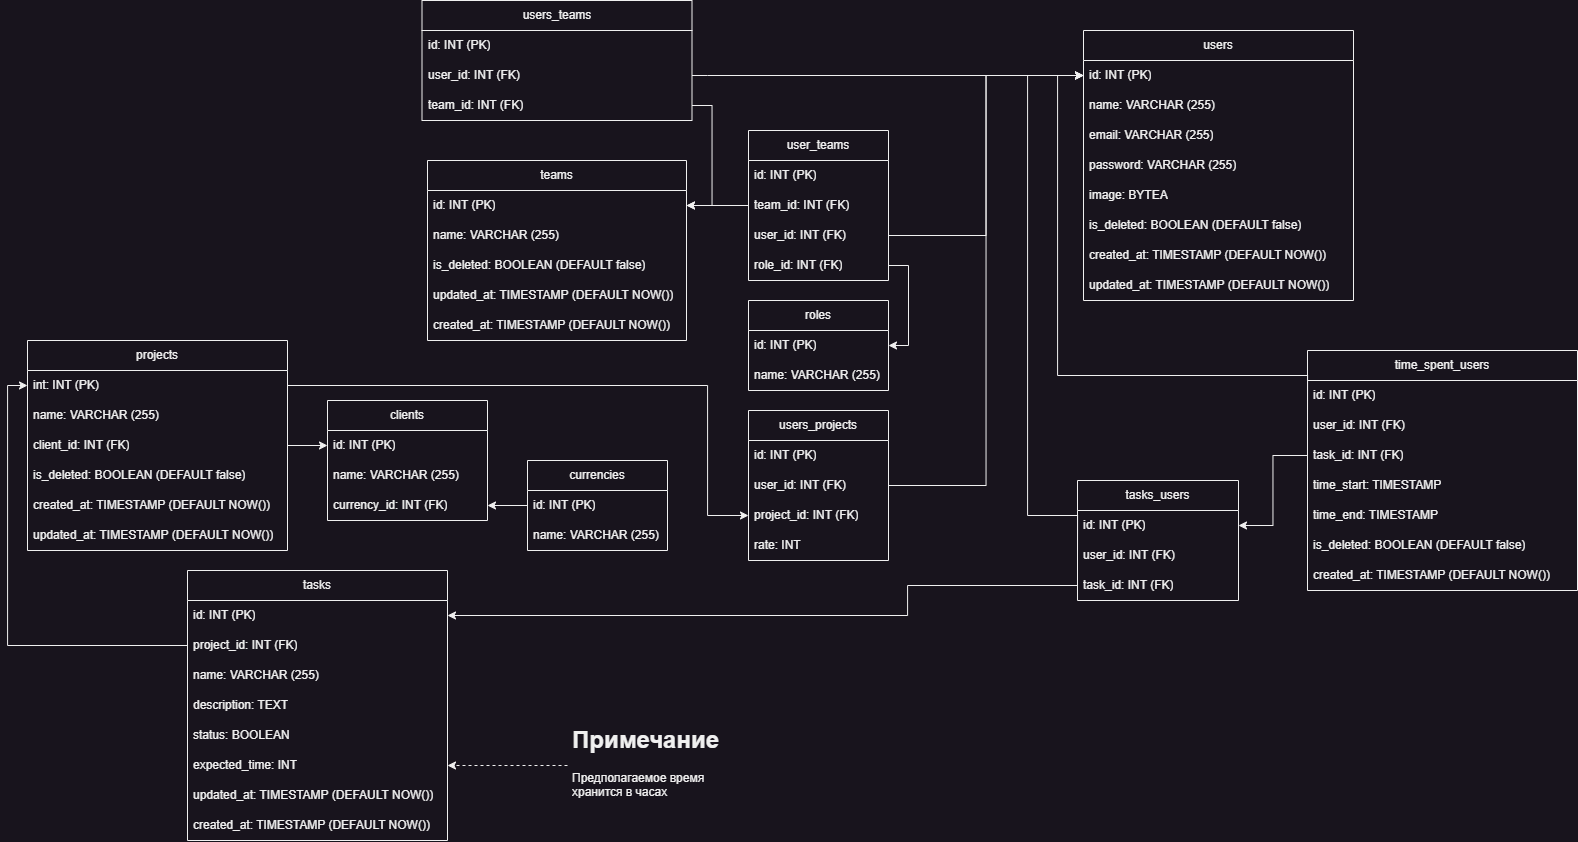 users_teams
id: INT (PK)
user_id: INT (FK)
team_id: INT (FK)
users
id: INT (PK)
name: VARCHAR (255)
email: VARCHAR (255)
password: VARCHAR (255)
image: BYTEA
is_deleted: BOOLEAN (DEFAULT false)
created_at: TIMESTAMP (DEFAULT NOW())
updated_at: TIMESTAMP (DEFAULT NOW())
user_teams
id: INT (PK)
team_id: INT (FK)
user_id: INT (FK)
role_id: INT (FK)
teams
id: INT (PK)
name: VARCHAR (255)
is_deleted: BOOLEAN (DEFAULT false)
updated_at: TIMESTAMP (DEFAULT NOW())
created_at: TIMESTAMP (DEFAULT NOW())
roles
id: INT (PK)
name: VARCHAR (255)
projects
int: INT (PK)
name: VARCHAR (255)
client_id: INT (FK)
is_deleted: BOOLEAN (DEFAULT false)
created_at: TIMESTAMP (DEFAULT NOW())
updated_at: TIMESTAMP (DEFAULT NOW())
clients
id: INT (PK)
name: VARCHAR (255)
currency_id: INT (FK)
currencies
id: INT (PK)
name: VARCHAR (255)
users_projects
id: INT (PK)
user_id: INT (FK)
project_id: INT (FK)
rate: INT
time_spent_users
id: INT (PK)
user_id: INT (FK)
task_id: INT (FK)
time_start: TIMESTAMP
time_end: TIMESTAMP
is_deleted: BOOLEAN (DEFAULT false)
created_at: TIMESTAMP (DEFAULT NOW())
tasks_users
id: INT (PK)
user_id: INT (FK)
task_id: INT (FK)
tasks
id: INT (PK)
project_id: INT (FK)
name: VARCHAR (255)
description: TEXT
status: BOOLEAN
expected_time: INT
updated_at: TIMESTAMP (DEFAULT NOW())
created_at: TIMESTAMP (DEFAULT NOW())
Примечание
Предполагаемое время
хранится в часах